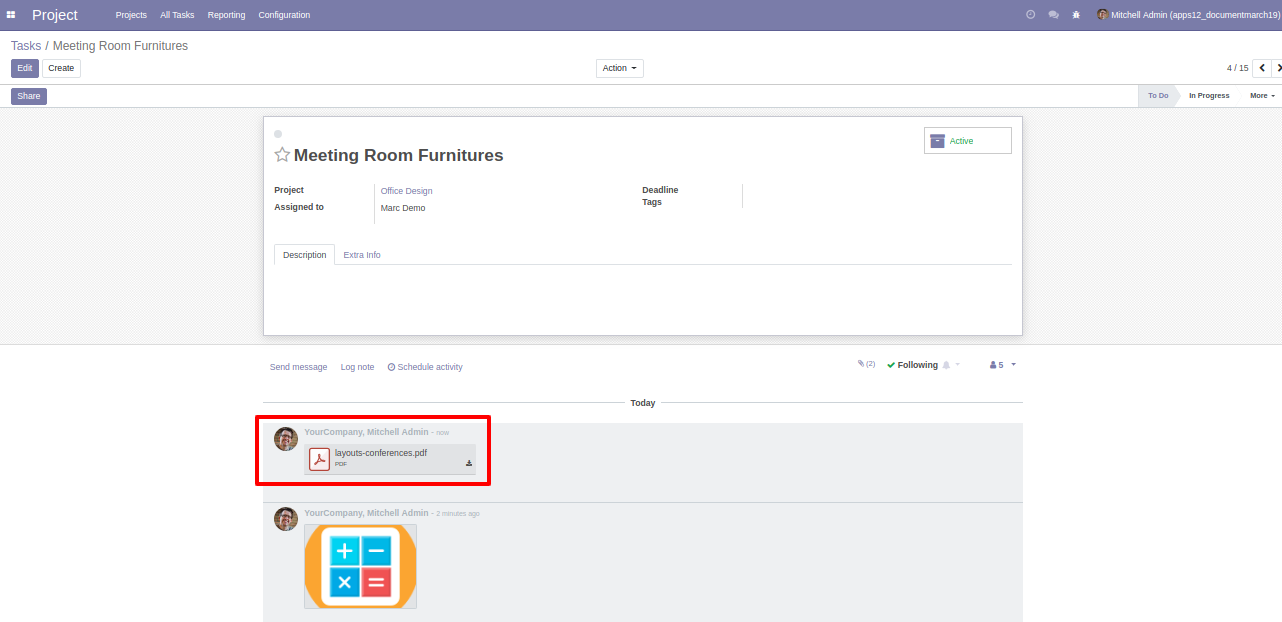 Project Projects All Tasks Reporting Configuration Mitchell Admin (apps12_documentmarch19)
Tasks / Meeting Room Furnitures
Edit Create Action 4 / 15
Share To Do In Progress More
Active
Meeting Room Furnitures
Project Office Design Deadline
Assigned to Marc Demo Tags
Description Extra Info
Send message Log note Schedule activity (2) Following 5
Today
YourCompany, Mitchell Admin - now
layouts-conferences.pdf
PDF
YourCompany, Mitchell Admin - 2 minutes ago